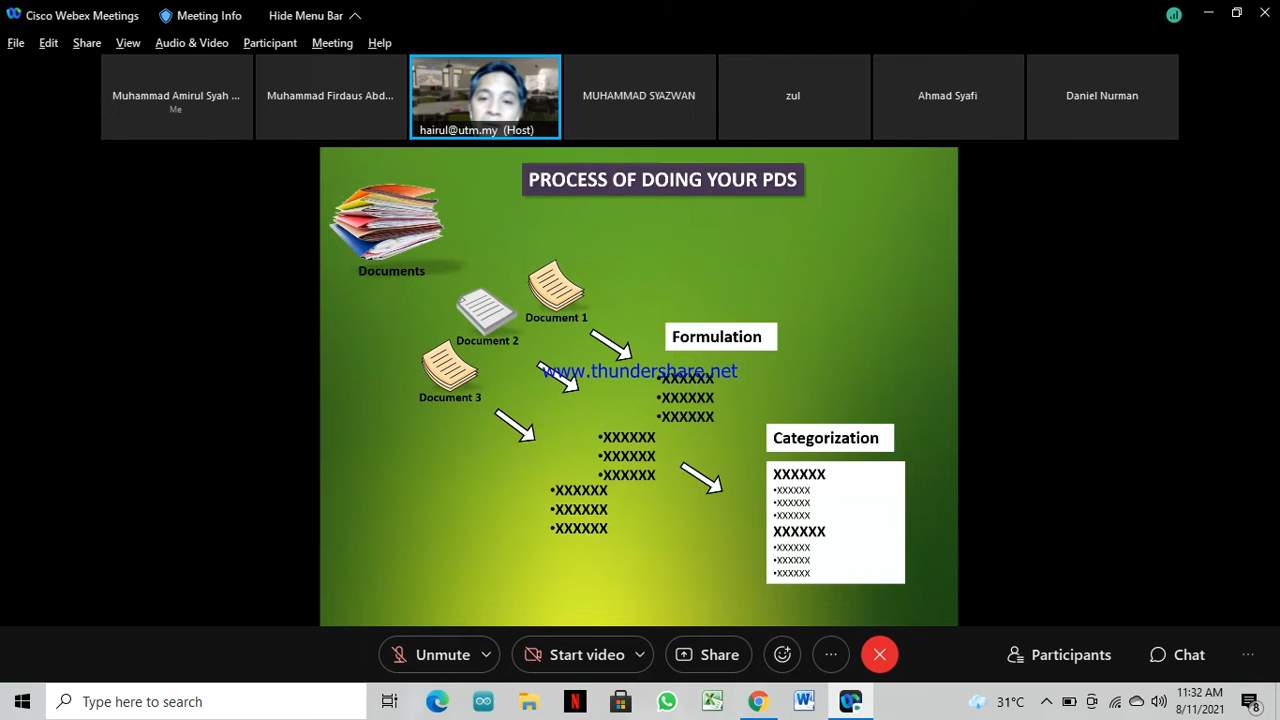 Cisco Webex Meetings Meeting Info Hide Menu Bar
File Edit Share View Audio & Video Participant Meeting Help
Muhammad Amirul Syah ...
Me
Muhammad Firdaus Abd...
hairul@utm.my (Host)
MUHAMMAD SYAZWAN
zul
Ahmad Syafi
Daniel Nurman
PROCESS OF DOING YOUR PDS
Documents
Document 1
Document 2
Document 3
Formulation
www.thundershare.net
•XXXXXX
•XXXXXX
•XXXXXX
•XXXXXX
•XXXXXX
•XXXXXX
•XXXXXX
•XXXXXX
•XXXXXX
Categorization
XXXXXX
•XXXXXX
•XXXXXX
•XXXXXX
XXXXXX
•XXXXXX
•XXXXXX
•XXXXXX
Unmute Start video Share Participants Chat
Type here to search
31°C
11:32 AM
8/11/2021
8